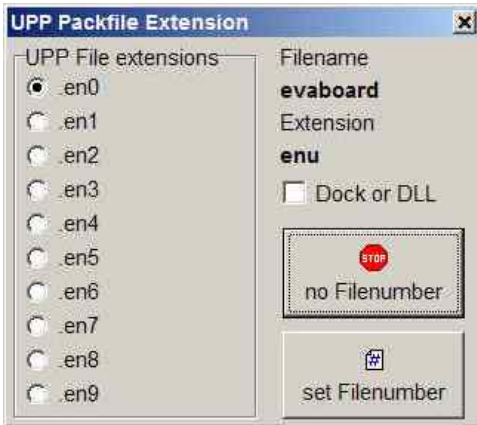 UPP Packfile Extension
UPP File extensions
.en0
.en1
.en2
.en3
.en4
.en5
.en6
.en7
.en8
.en9
Filename
evaboard
Extension
enu
Dock or DLL
STOP
no Filenumber
#
set Filenumber